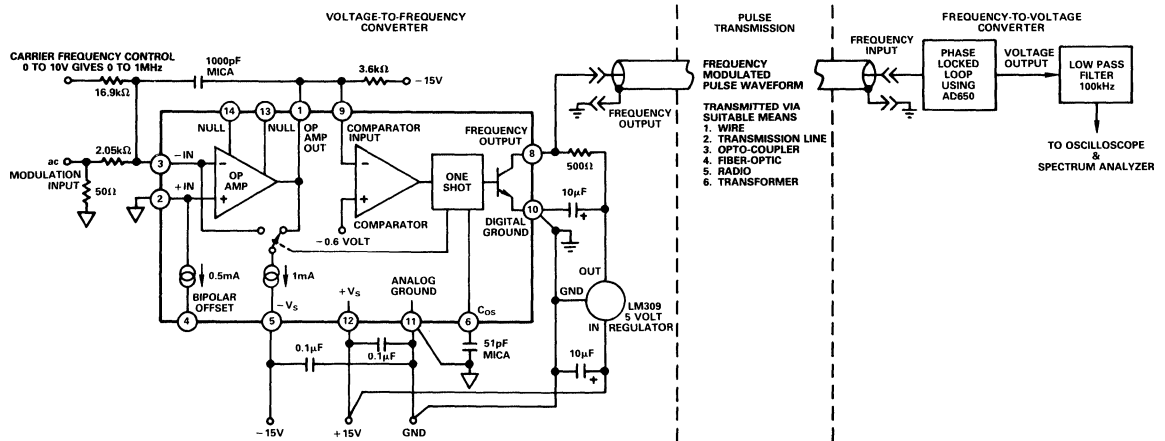 VOLTAGE-TO-FREQUENCY
CONVERTER
PULSE
TRANSMISSION
FREQUENCY-TO-VOLTAGE
CONVERTER
CARRIER FREQUENCY CONTROL
0 TO 10V GIVES 0 TO 1MHz
16.9kΩ
1000pF
MICA
3.6kΩ
−15V
14
13
1
9
NULL
NULL
OP
AMP
OUT
COMPARATOR
INPUT
FREQUENCY
OUTPUT
ac
MODULATION
INPUT
2.05kΩ
50Ω
3
−IN
2
+IN
−
OP
AMP
+
−
+
COMPARATOR
−0.6 VOLT
ONE
SHOT
8
500Ω
10
DIGITAL
GROUND
10µF
+
0.5mA
BIPOLAR
OFFSET
1mA
−VS
+VS
ANALOG
GROUND
COS
4
5
12
11
6
0.1µF
0.1µF
51pF
MICA
OUT
GND
LM309
5 VOLT
IN REGULATOR
10µF
+
−15V
+15V
GND
FREQUENCY
OUTPUT
FREQUENCY
MODULATED
PULSE WAVEFORM
TRANSMITTED VIA
SUITABLE MEANS
1. WIRE
2. TRANSMISSION LINE
3. OPTO-COUPLER
4. FIBER-OPTIC
5. RADIO
6. TRANSFORMER
FREQUENCY
INPUT
PHASE
LOCKED
LOOP
USING
AD650
VOLTAGE
OUTPUT
LOW PASS
FILTER
100kHz
TO OSCILLOSCOPE
&
SPECTRUM ANALYZER